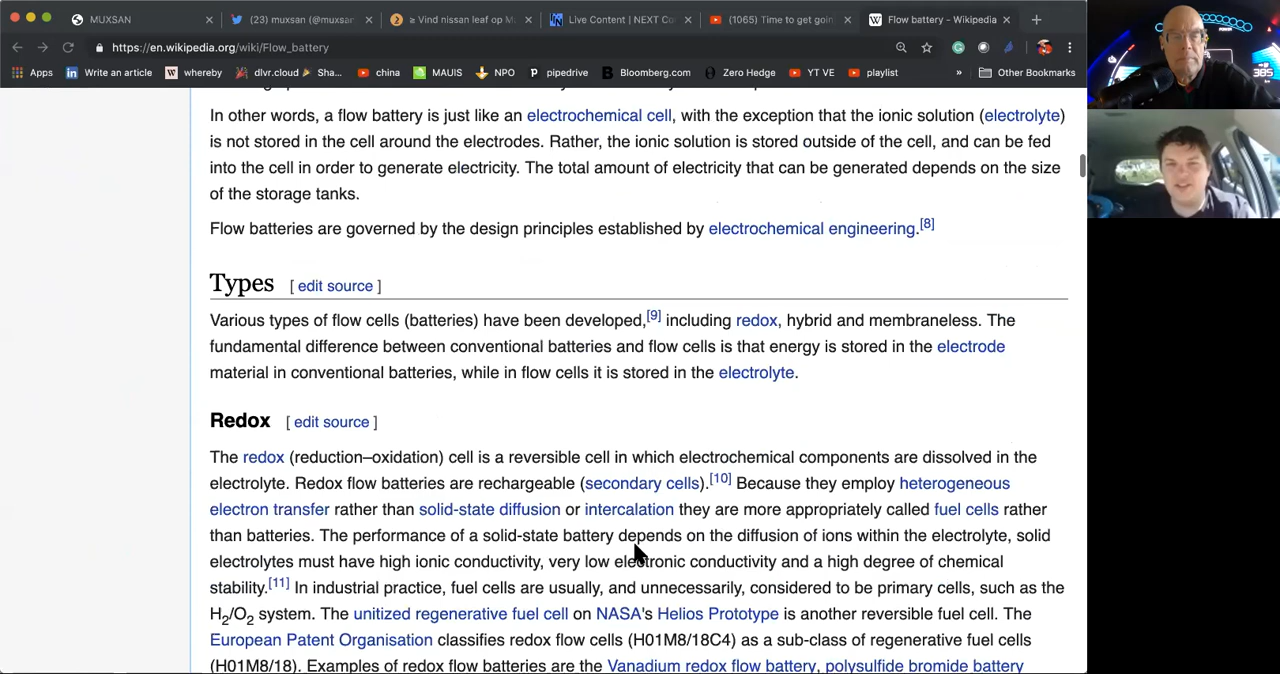 MUXSAN
(23) muxsan (@muxsan
≥ Vind nissan leaf op M
Live Content | NEXT Co
(1065) Time to get goin
Flow battery - Wikipedia
https://en.wikipedia.org/wiki/Flow_battery
Apps Write an article whereby dlvr.cloud Sha... china MAUIS NPO pipedrive Bloomberg.com Zero Hedge YT VE playlist » Other Bookmarks
In other words, a flow battery is just like an electrochemical cell, with the exception that the ionic solution (electrolyte)
is not stored in the cell around the electrodes. Rather, the ionic solution is stored outside of the cell, and can be fed
into the cell in order to generate electricity. The total amount of electricity that can be generated depends on the size
of the storage tanks.
Flow batteries are governed by the design principles established by electrochemical engineering.[8]
Types [ edit source ]
Various types of flow cells (batteries) have been developed,[9] including redox, hybrid and membraneless. The
fundamental difference between conventional batteries and flow cells is that energy is stored in the electrode
material in conventional batteries, while in flow cells it is stored in the electrolyte.
Redox [ edit source ]
The redox (reduction–oxidation) cell is a reversible cell in which electrochemical components are dissolved in the
electrolyte. Redox flow batteries are rechargeable (secondary cells).[10] Because they employ heterogeneous
electron transfer rather than solid-state diffusion or intercalation they are more appropriately called fuel cells rather
than batteries. The performance of a solid-state battery depends on the diffusion of ions within the electrolyte, solid
electrolytes must have high ionic conductivity, very low electronic conductivity and a high degree of chemical
stability.[11] In industrial practice, fuel cells are usually, and unnecessarily, considered to be primary cells, such as the
H2/O2 system. The unitized regenerative fuel cell on NASA's Helios Prototype is another reversible fuel cell. The
European Patent Organisation classifies redox flow cells (H01M8/18C4) as a sub-class of regenerative fuel cells
(H01M8/18). Examples of redox flow batteries are the Vanadium redox flow battery, polysulfide bromide battery
385